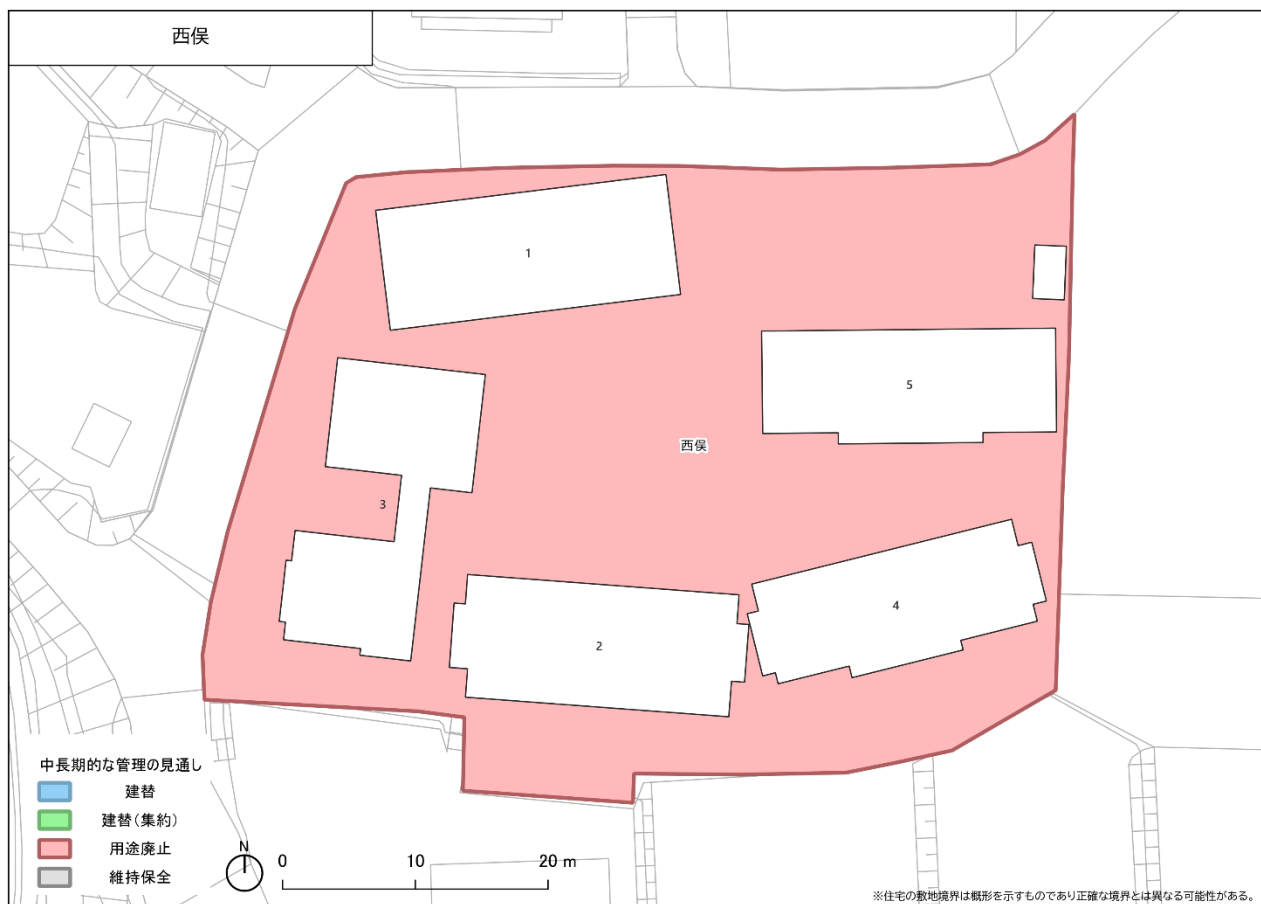 西俣
1
5
西俣
3
4
2
中長期的な管理の見通し
建替
建替(集約)
用途廃止
維持保全
N
0 10 20 m
※住宅の敷地境界は概形を示すものであり正確な境界とは異なる可能性がある。